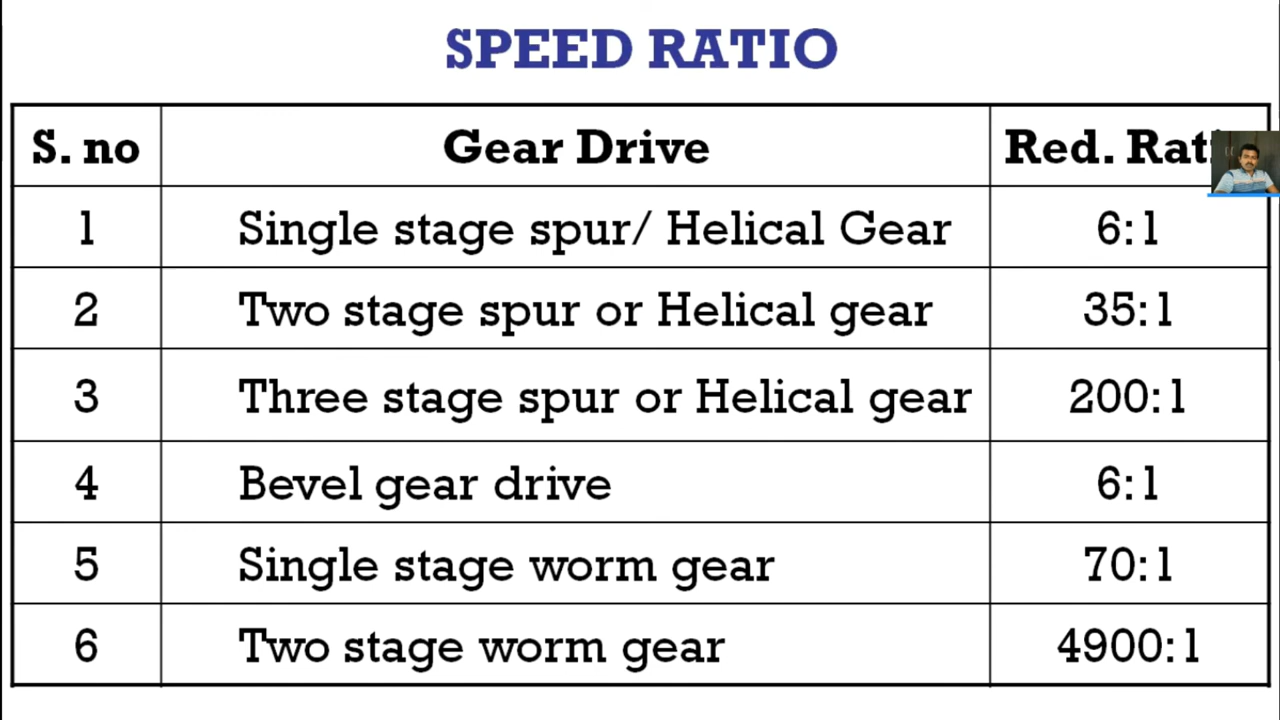 SPEED RATIO
S. no Gear Drive Red. Rati
1 Single stage spur/ Helical Gear 6:1
2 Two stage spur or Helical gear 35:1
3 Three stage spur or Helical gear 200:1
4 Bevel gear drive 6:1
5 Single stage worm gear 70:1
6 Two stage worm gear 4900:1